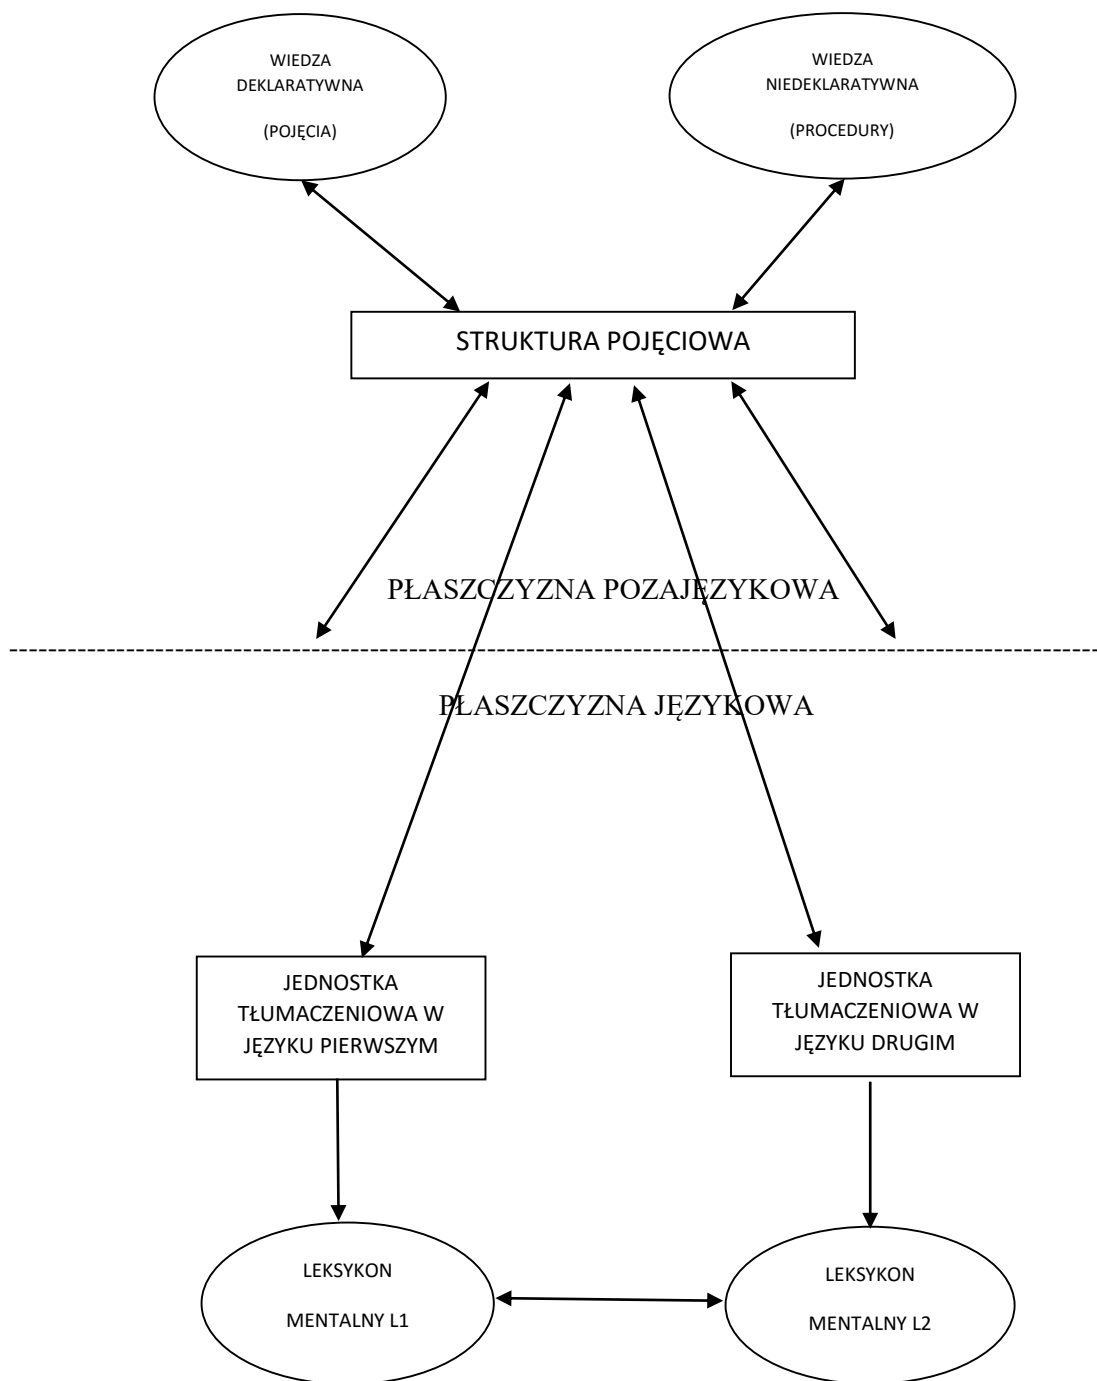 WIEDZA
DEKLARATYWNA
(POJĘCIA)
WIEDZA
NIEDEKLARATYWNA
(PROCEDURY)
STRUKTURA POJĘCIOWA
PŁASZCZYZNA POZAJĘZYKOWA
PŁASZCZYZNA JĘZYKOWA
JEDNOSTKA
TŁUMACZENIOWA W
JĘZYKU PIERWSZYM
JEDNOSTKA
TŁUMACZENIOWA W
JĘZYKU DRUGIM
LEKSYKON
MENTALNY L1
LEKSYKON
MENTALNY L2